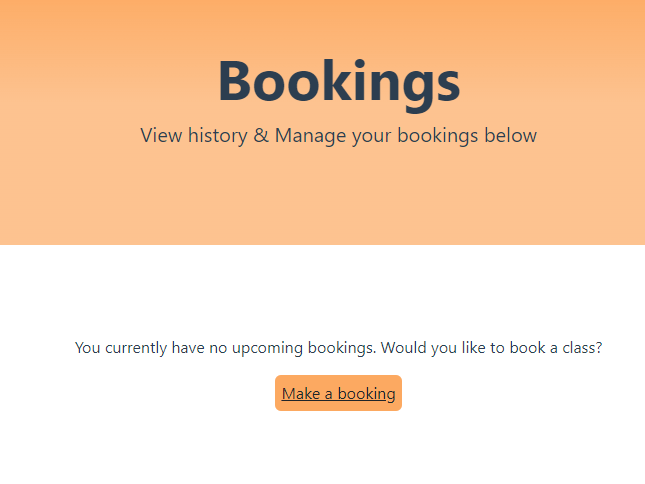 Bookings
View history & Manage your bookings below
You currently have no upcoming bookings. Would you like to book a class?
Make a booking